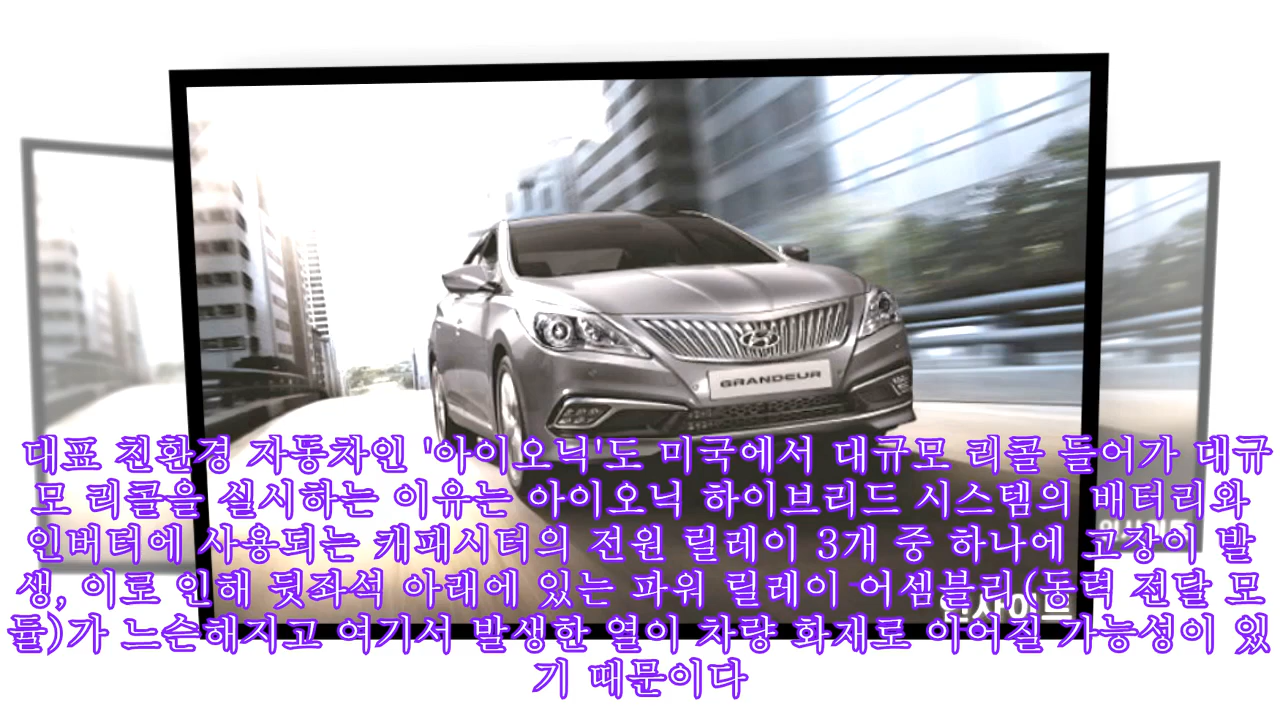 GRANDEUR
대표 친환경 자동차인 '아이오닉'도 미국에서 대규모 리콜 들어가 대규
모 리콜을 실시하는 이유는 아이오닉 하이브리드 시스템의 배터리와
인버터에 사용되는 캐패시터의 전원 릴레이 3개 중 하나에 고장이 발
생, 이로 인해 뒷좌석 아래에 있는 파워 릴레이 어셈블리(동력 전달 모
듈)가 느슨해지고 여기서 발생한 열이 차량 화재로 이어질 가능성이 있
기 때문이다